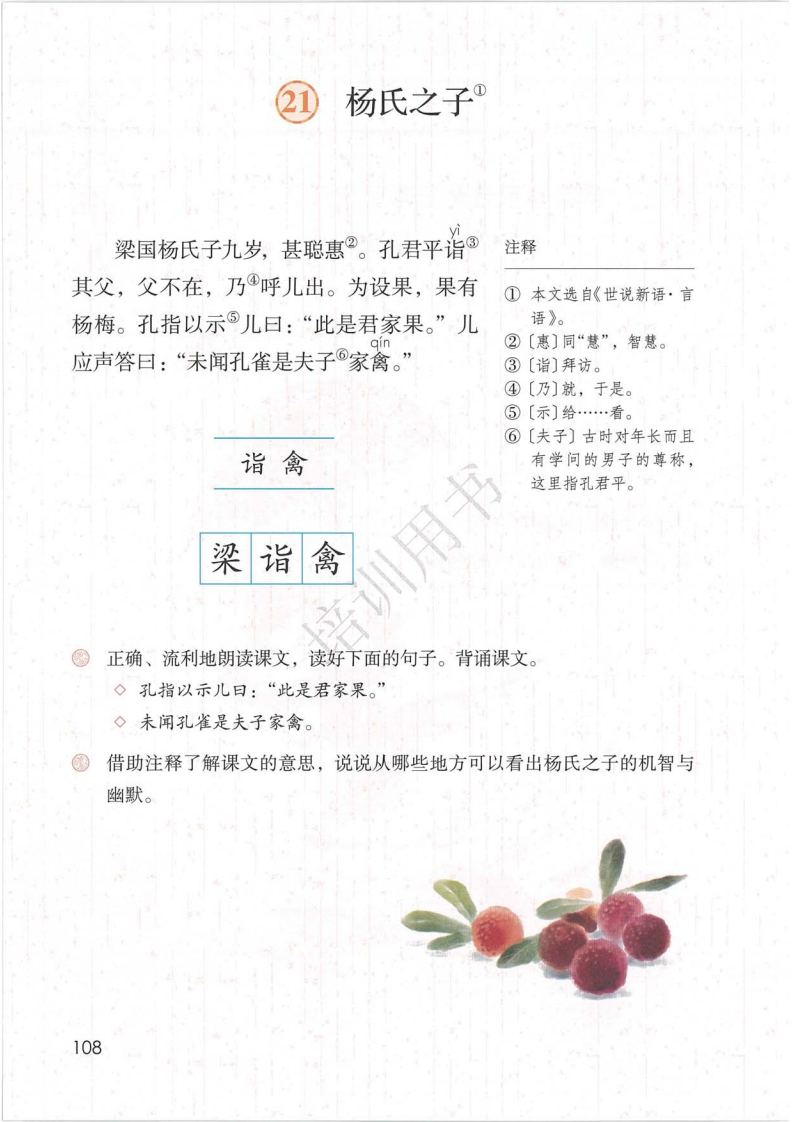 21 杨氏之子①
梁国杨氏子九岁，甚聪惠②。孔君平诣③
yì
其父，父不在，乃④呼儿出。为设果，果有
杨梅。孔指以示⑤儿曰：“此是君家果。”儿
应声答曰：“未闻孔雀是夫子⑥家禽。”
qín
注释
① 本文选自《世说新语·言
语》。
② 〔惠〕同“慧”，智慧。
③ 〔诣〕拜访。
④ 〔乃〕就，于是。
⑤ 〔示〕给……看。
⑥ 〔夫子〕古时对年长而且
有学问的男子的尊称，
这里指孔君平。
诣 禽
梁 诣 禽
培训用书
正确、流利地朗读课文，读好下面的句子。背诵课文。
◇ 孔指以示儿曰：“此是君家果。”
◇ 未闻孔雀是夫子家禽。
借助注释了解课文的意思，说说从哪些地方可以看出杨氏之子的机智与
幽默。
108